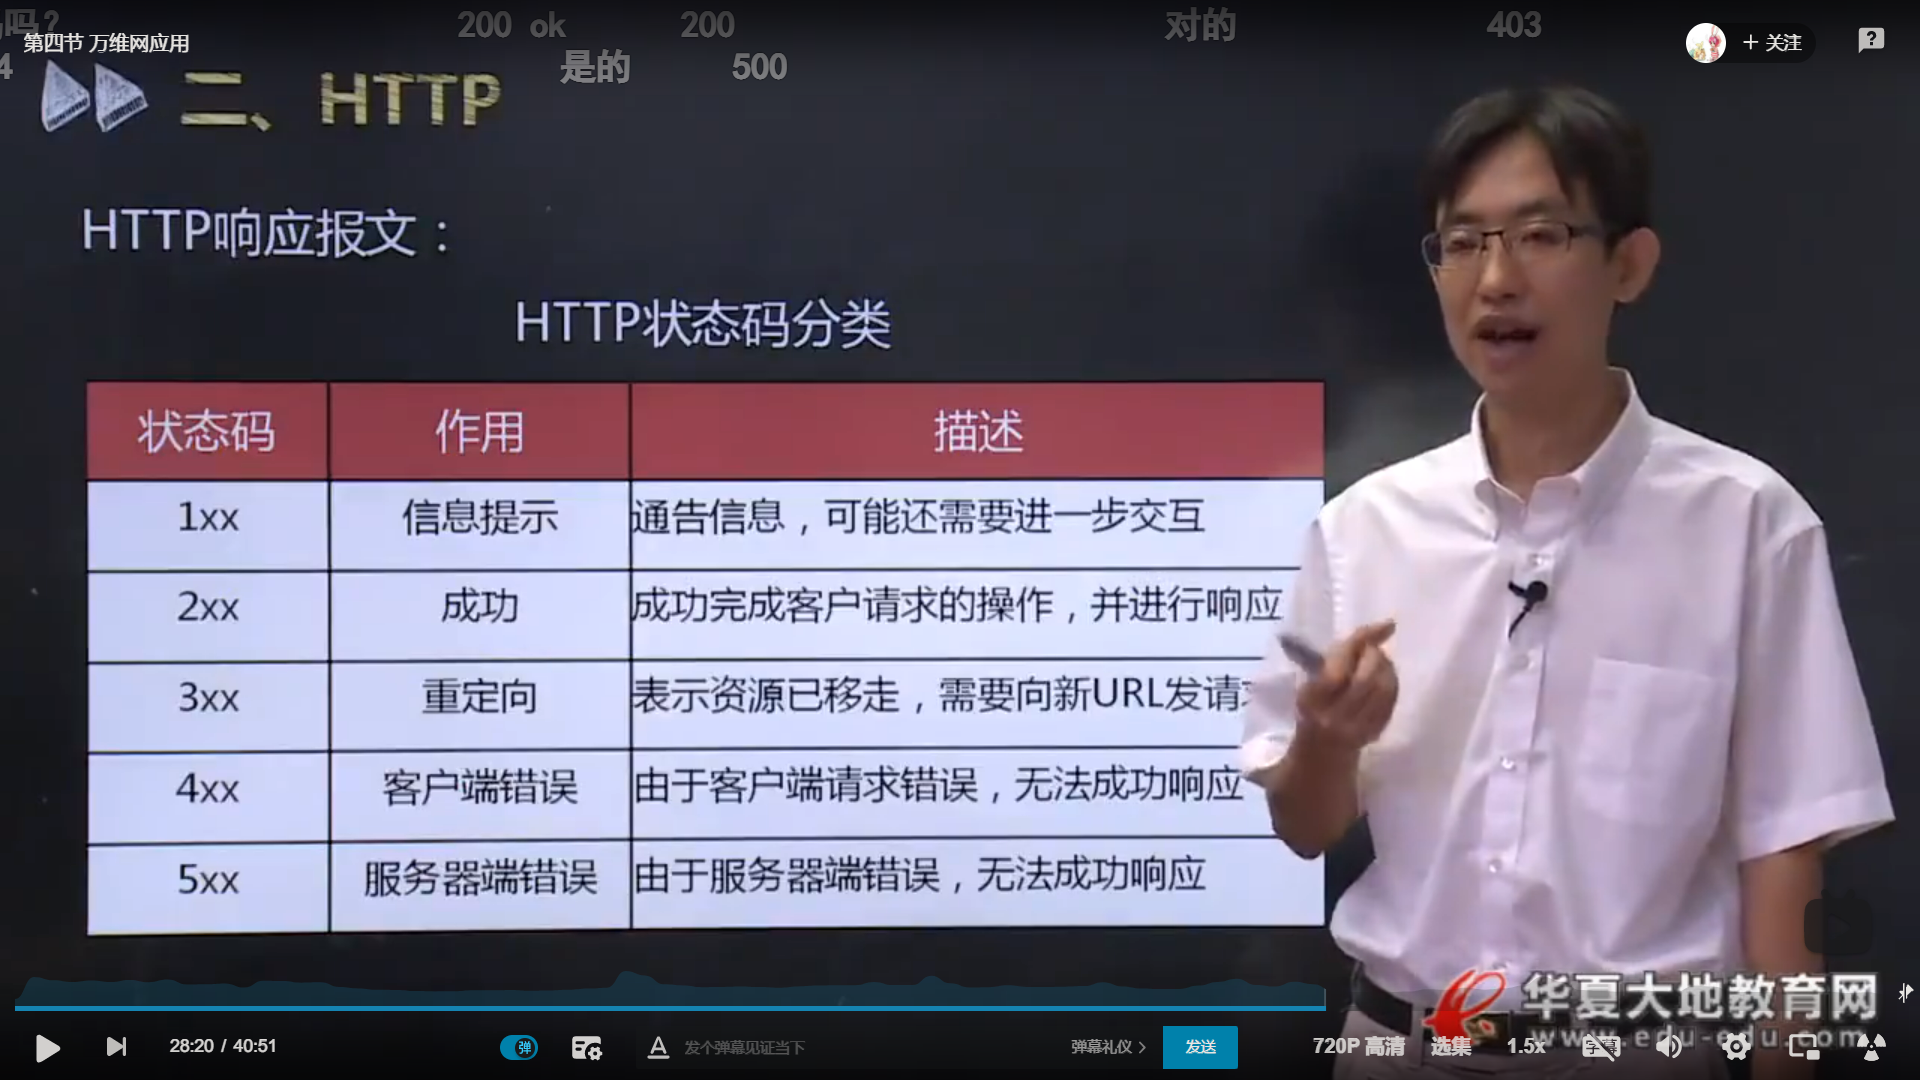 吗？
200 ok
200
对的
403
第四节 万维网应用
+ 关注
4
是的
500
二、HTTP
HTTP响应报文：
HTTP状态码分类
状态码 作用 描述
1xx 信息提示 通告信息，可能还需要进一步交互
2xx 成功 成功完成客户请求的操作，并进行响应
3xx 重定向 表示资源已移走，需要向新URL发请
4xx 客户端错误 由于客户端请求错误，无法成功响应
5xx 服务器端错误 由于服务器端错误，无法成功响应
华夏大地教育网
www.edu-edu.com
28:20 / 40:51
弹
发个弹幕见证当下
弹幕礼仪
发送
720P 高清
选集
1.5x
字幕